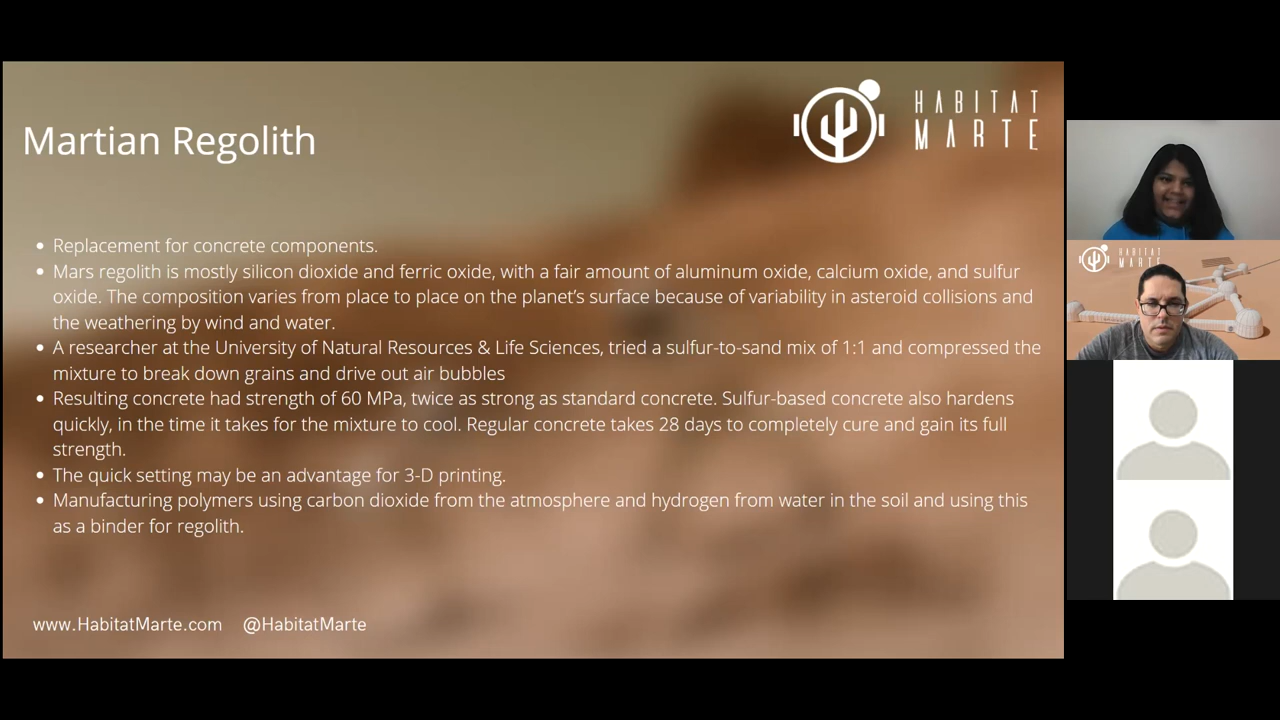 HABITAT
MARTE
Martian Regolith
Replacement for concrete components.
Mars regolith is mostly silicon dioxide and ferric oxide, with a fair amount of aluminum oxide, calcium oxide, and sulfur
oxide. The composition varies from place to place on the planet's surface because of variability in asteroid collisions and
the weathering by wind and water.
A researcher at the University of Natural Resources & Life Sciences, tried a sulfur-to-sand mix of 1:1 and compressed the
mixture to break down grains and drive out air bubbles
Resulting concrete had strength of 60 MPa, twice as strong as standard concrete. Sulfur-based concrete also hardens
quickly, in the time it takes for the mixture to cool. Regular concrete takes 28 days to completely cure and gain its full
strength.
The quick setting may be an advantage for 3-D printing.
Manufacturing polymers using carbon dioxide from the atmosphere and hydrogen from water in the soil and using this
as a binder for regolith.
www.HabitatMarte.com @HabitatMarte
HABITAT
MARTE